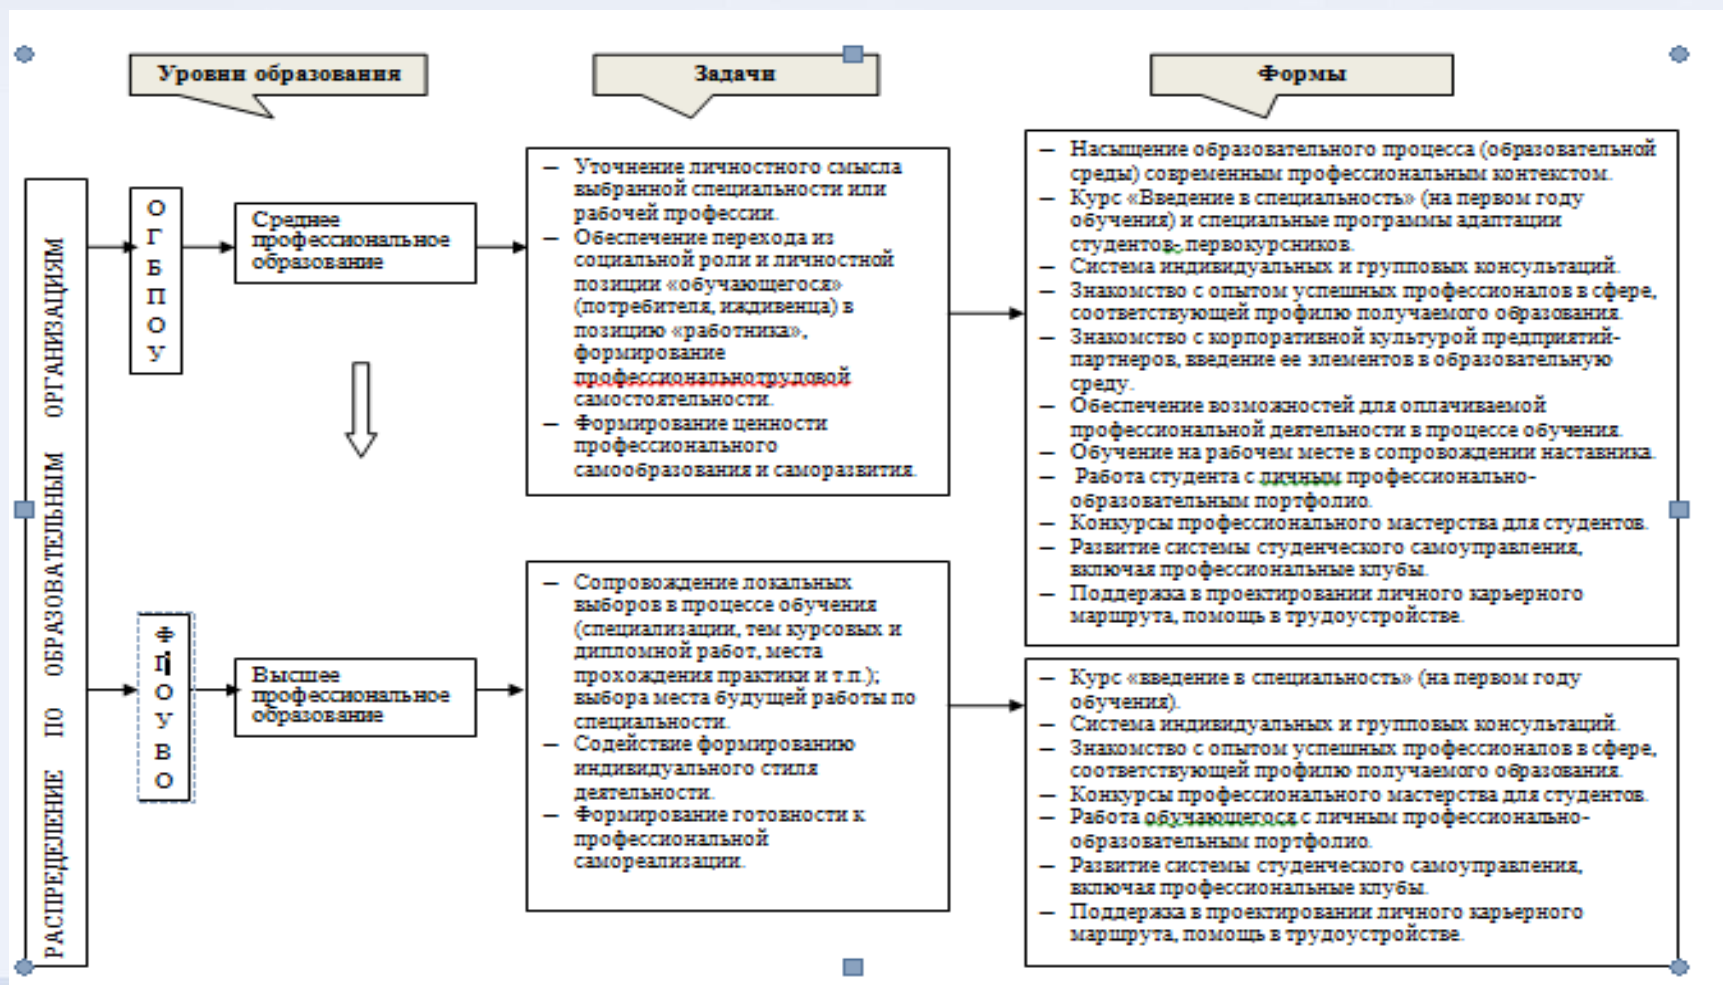 Уровни образования
Задачи
Формы
РАСПРЕДЕЛЕНИЕ ПО ОБРАЗОВАТЕЛЬНЫМ ОРГАНИЗАЦИЯМ
О
Г
Б
П
О
У
Среднее
профессиональное
образование
— Уточнение личностного смысла
выбранной специальности или
рабочей профессии.
— Обеспечение перехода из
социальной роли и личностной
позиции «обучающегося»
(потребителя, иждивенца) в
позицию «работника»,
формирование
профессиональнотрудовой
самостоятельности.
— Формирование ценности
профессионального
самообразования и саморазвития.
— Насыщение образовательного процесса (образовательной
среды) современным профессиональным контекстом.
— Курс «Введение в специальность» (на первом году
обучения) и специальные программы адаптации
студентов- первокурсников.
— Система индивидуальных и групповых консультаций.
— Знакомство с опытом успешных профессионалов в сфере,
соответствующей профилю получаемого образования.
— Знакомство с корпоративной культурой предприятий-
партнеров, введение ее элементов в образовательную
среду.
— Обеспечение возможностей для оплачиваемой
профессиональной деятельности в процессе обучения.
— Обучение на рабочем месте в сопровождении наставника.
— Работа студента с личным профессионально-
образовательным портфолио.
— Конкурсы профессионального мастерства для студентов.
— Развитие системы студенческого самоуправления,
включая профессиональные клубы.
— Поддержка в проектировании личного карьерного
маршрута, помощь в трудоустройстве.
Ф
Г
О
У
В
О
Высшее
профессиональное
образование
— Сопровождение локальных
выборов в процессе обучения
(специализации, тем курсовых и
дипломной работ, места
прохождения практики и т.п.);
выбора места будущей работы по
специальности.
— Содействие формированию
индивидуального стиля
деятельности.
— Формирование готовности к
профессиональной
самореализации.
— Курс «введение в специальность» (на первом году
обучения).
— Система индивидуальных и групповых консультаций.
— Знакомство с опытом успешных профессионалов в сфере,
соответствующей профилю получаемого образования.
— Конкурсы профессионального мастерства для студентов.
— Работа обучающегося с личным профессионально-
образовательным портфолио.
— Развитие системы студенческого самоуправления,
включая профессиональные клубы.
— Поддержка в проектировании личного карьерного
маршрута, помощь в трудоустройстве.